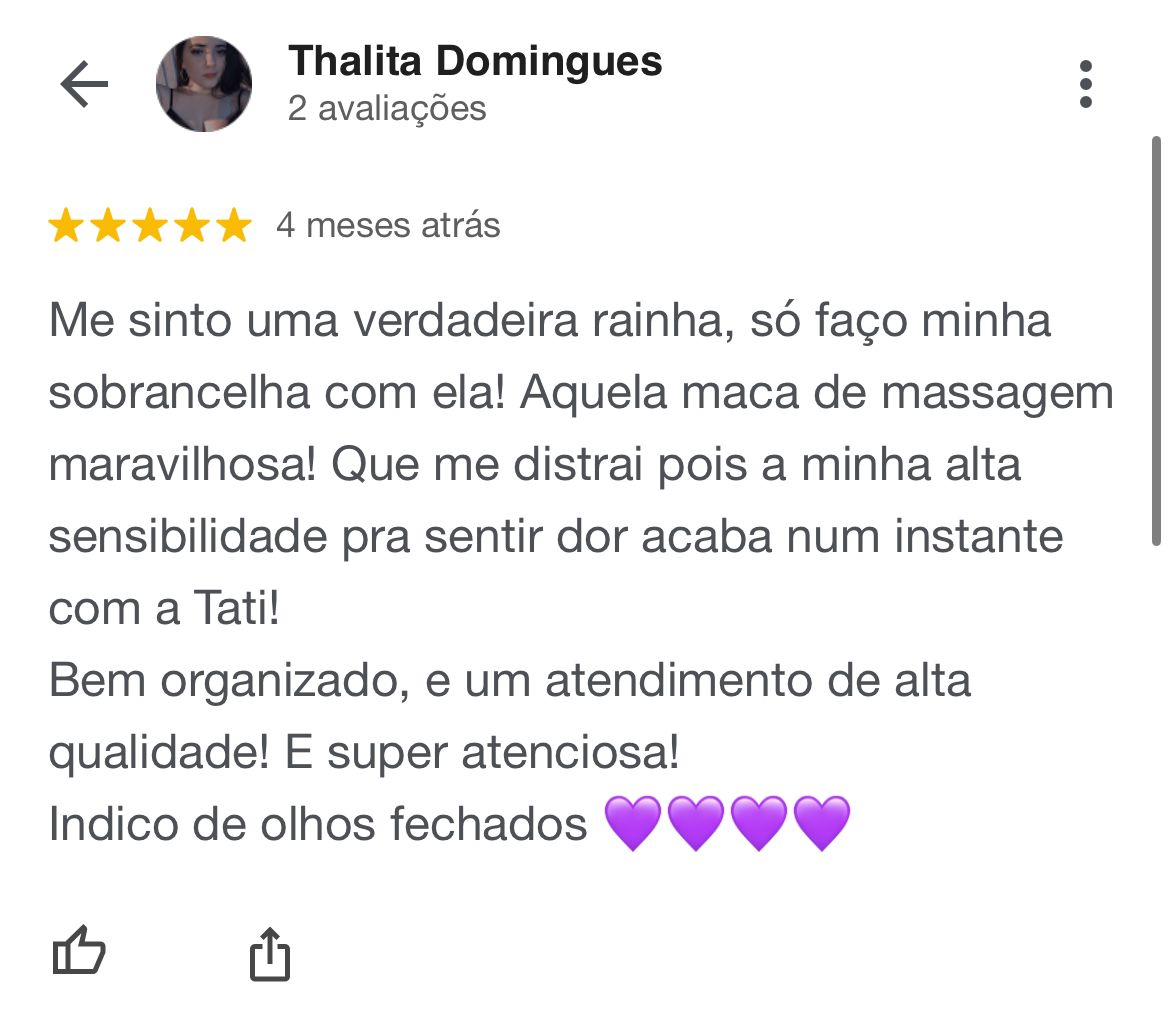 Thalita Domingues
2 avaliações
4 meses atrás
Me sinto uma verdadeira rainha, só faço minha
sobrancelha com ela! Aquela maca de massagem
maravilhosa! Que me distrai pois a minha alta
sensibilidade pra sentir dor acaba num instante
com a Tati!
Bem organizado, e um atendimento de alta
qualidade! E super atenciosa!
Indico de olhos fechados 💜💜💜💜